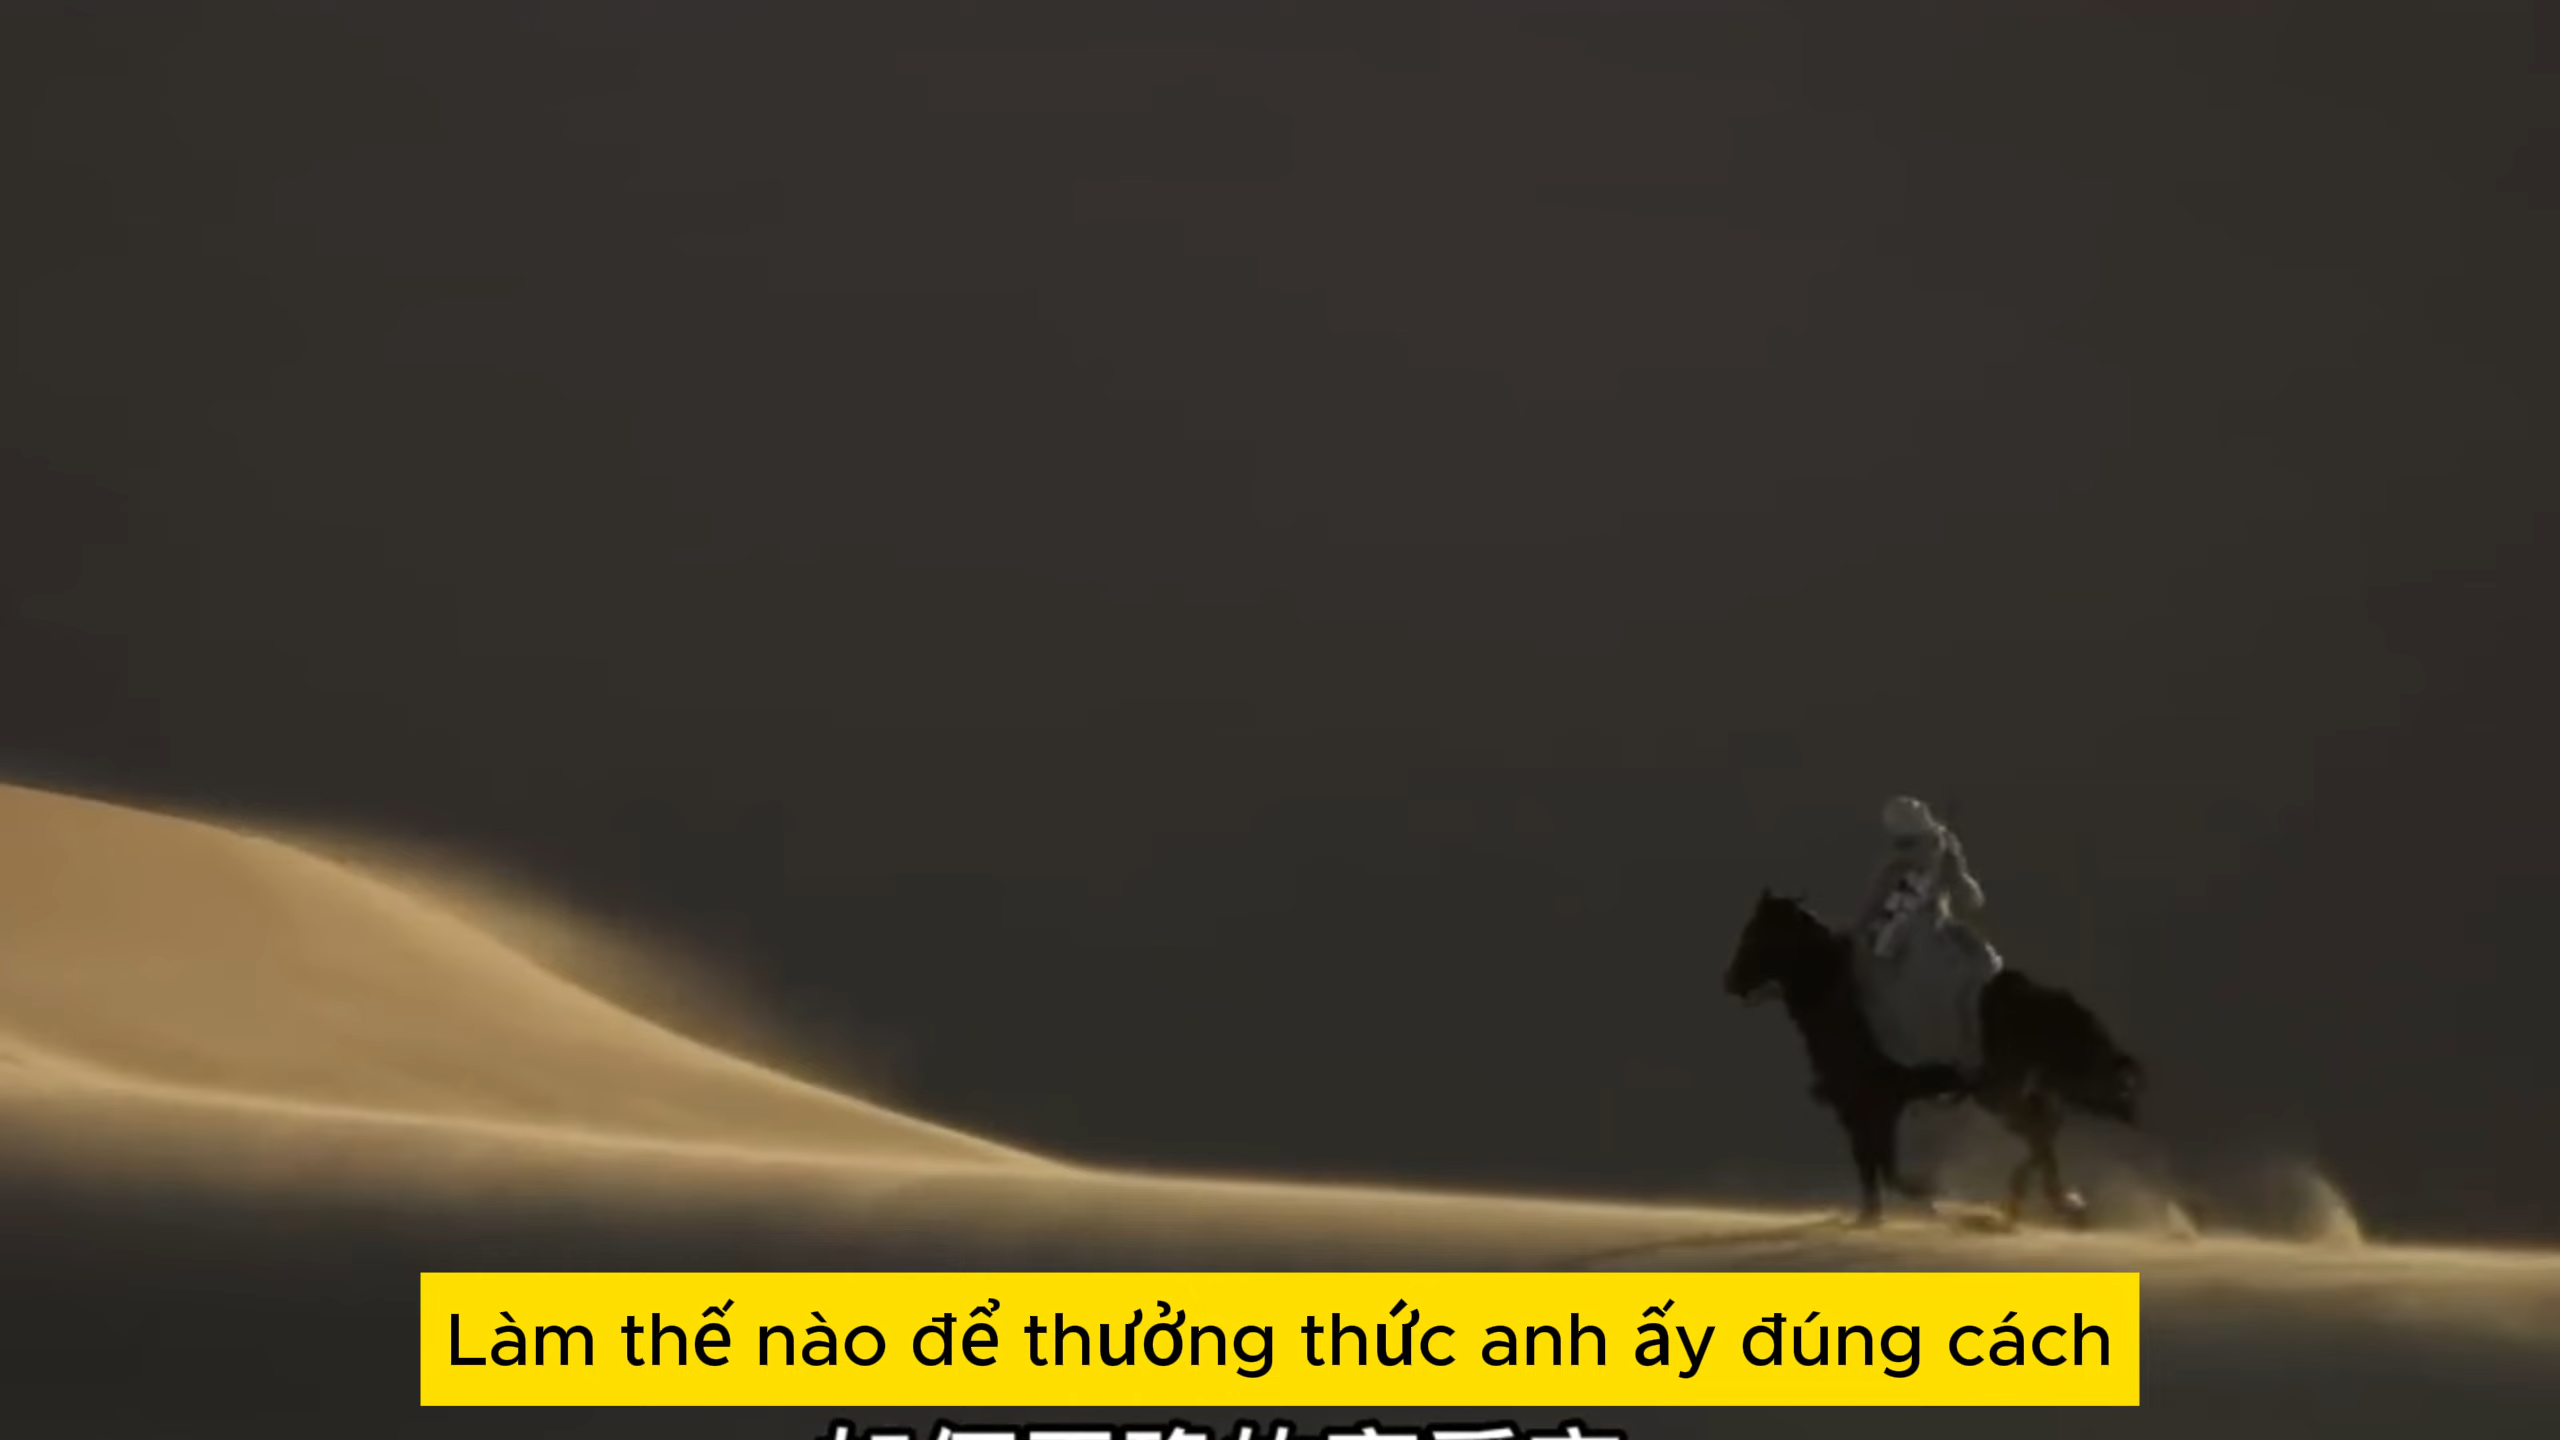 Làm thế nào để thưởng thức anh ấy đúng cách